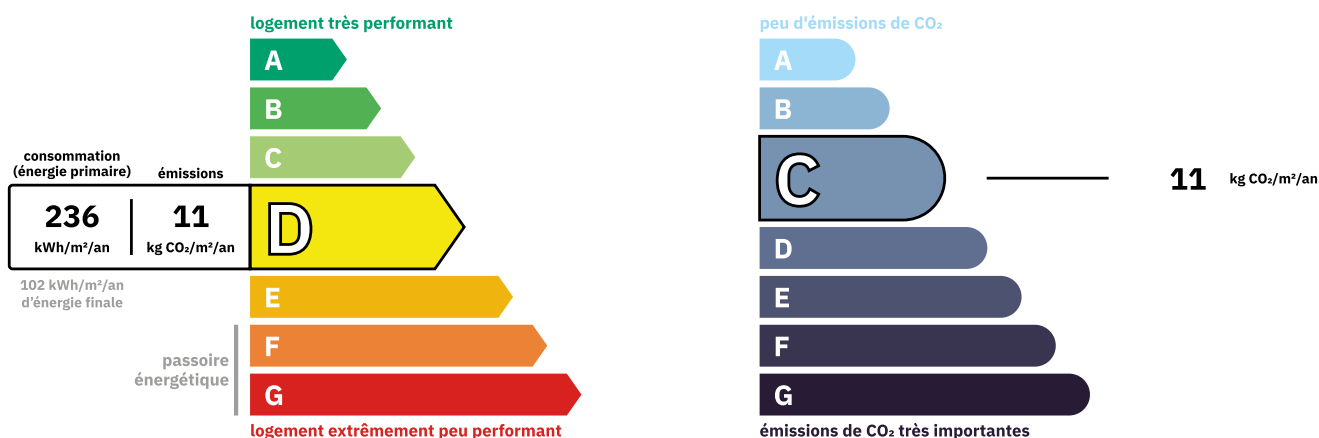 logement très performant
A
B
C
consommation
(énergie primaire)
émissions
236
kWh/m²/an
11
kg CO₂/m²/an
D
102 kWh/m²/an
d’énergie finale
E
passoire
énergétique
F
G
logement extrêmement peu performant
peu d'émissions de CO₂
A
B
C
11 kg CO₂/m²/an
D
E
F
G
émissions de CO₂ très importantes